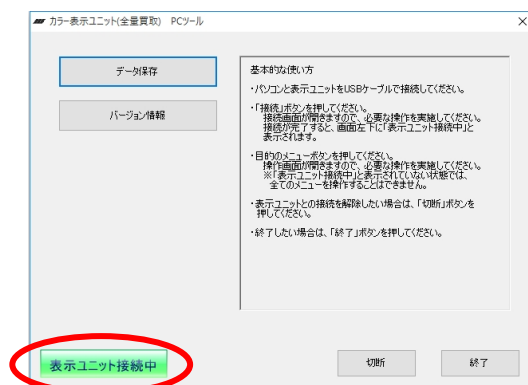 カラー表示ユニット(全量買取) PCツール
データ保存
バージョン情報
基本的な使い方
・パソコンと表示ユニットをUSBケーブルで接続してください。
・「接続」ボタンを押してください。
接続画面が開きますので、必要な操作を実施してください。
接続が完了すると、画面左下に「表示ユニット接続中」と
表示されます。
・目的のメニューボタンを押してください。
操作画面が開きますので、必要な操作を実施してください。
※「表示ユニット接続中」と表示されていない状態では、
全てのメニューを操作することはできません。
・表示ユニットとの接続を解除したい場合は、「切断」ボタンを
押してください。
・終了したい場合は、「終了」ボタンを押してください。
表示ユニット接続中
切断
終了